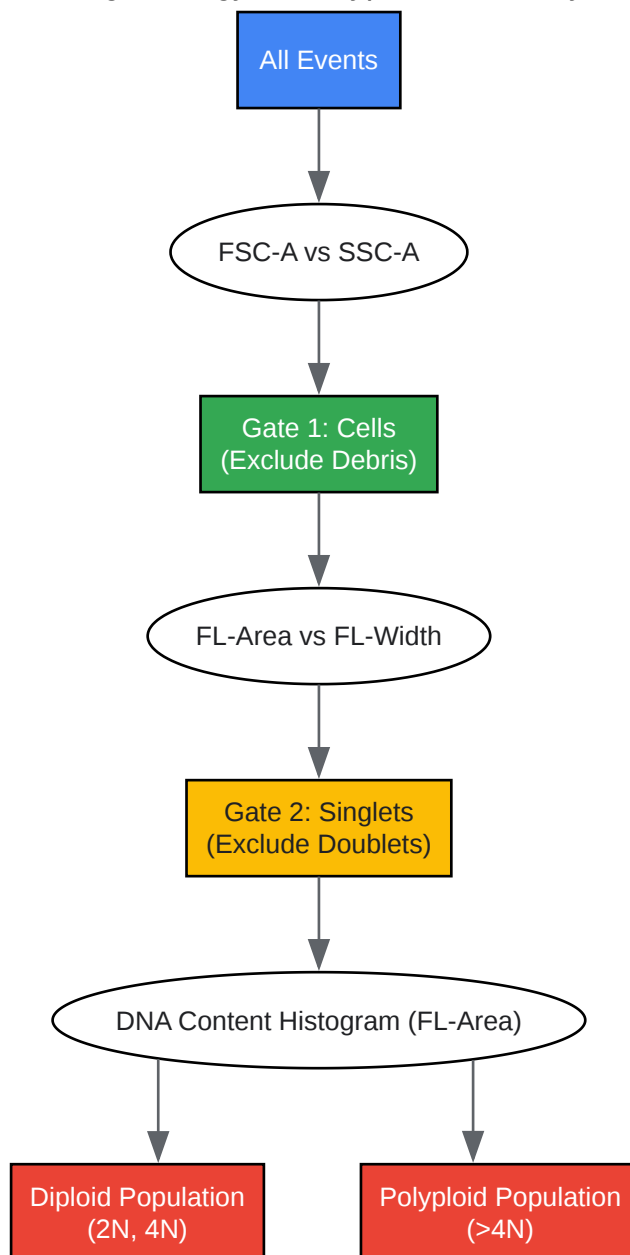 All Events
FSC-A vs SSC-A
Gate 1: Cells
(Exclude Debris)
FL-Area vs FL-Width
Gate 2: Singlets
(Exclude Doublets)
DNA Content Histogram (FL-Area)
Diploid Population
(2N, 4N)
Polyploid Population
(>4N)